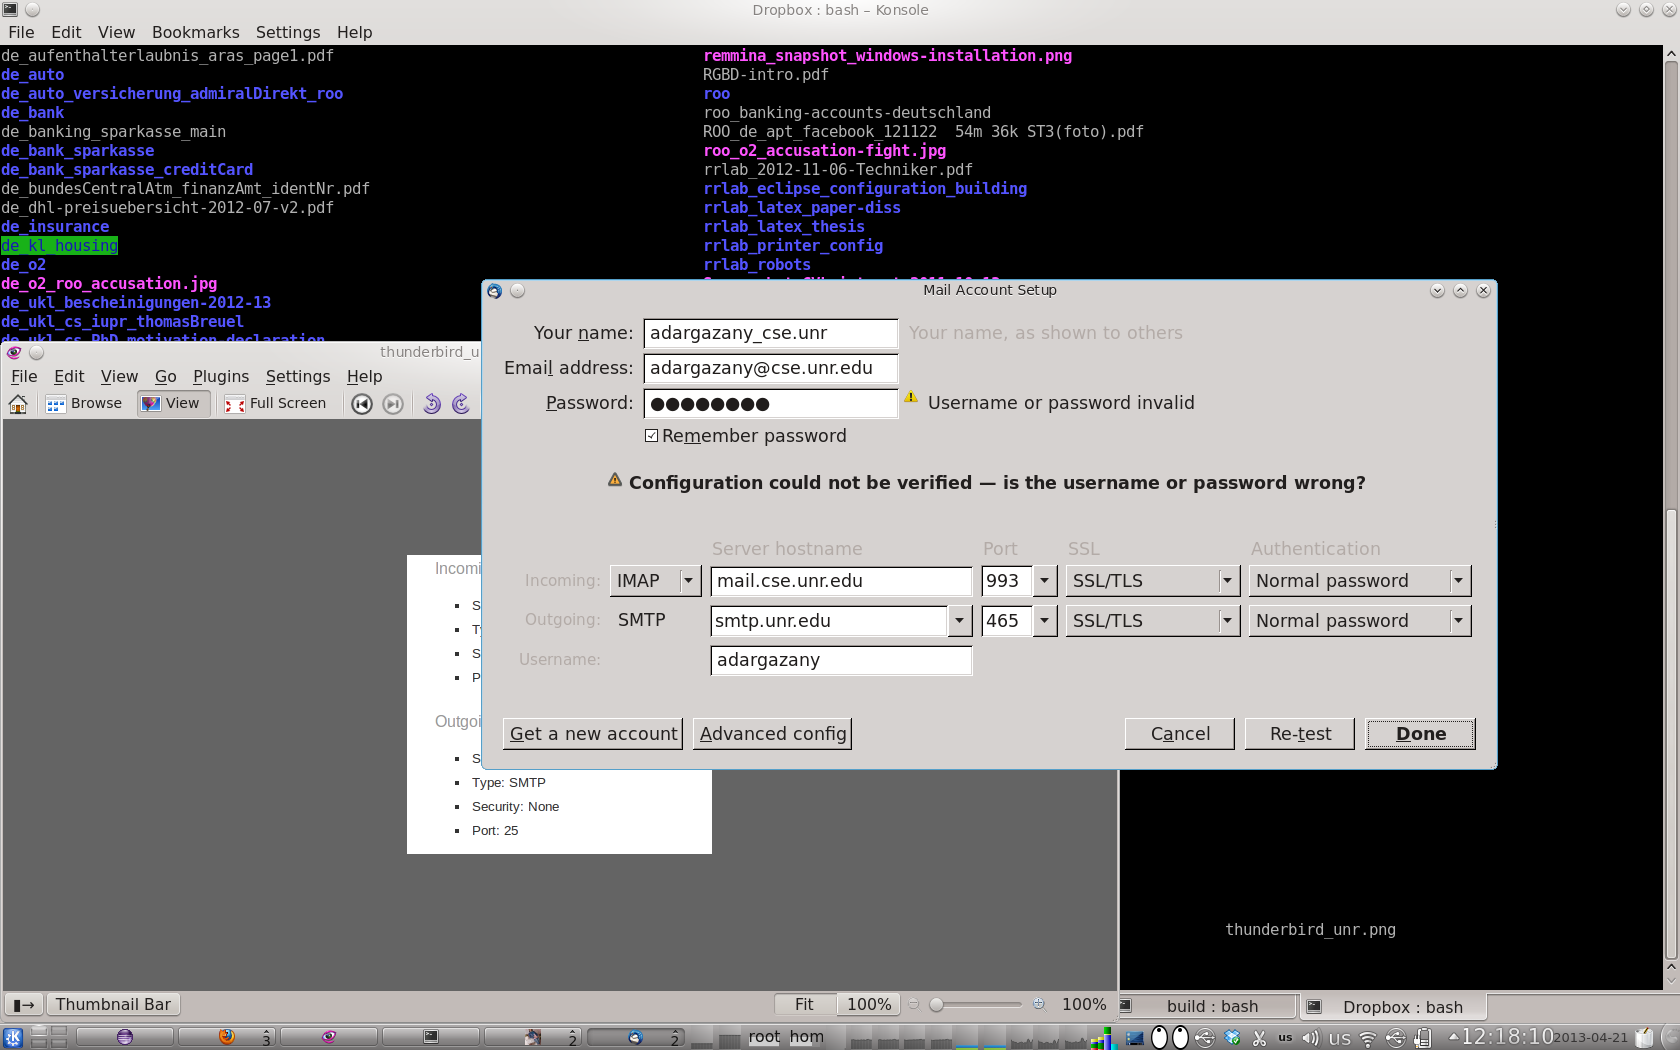 Dropbox : bash – Konsole
File Edit View Bookmarks Settings Help
de_aufenthalterlaubnis_aras_page1.pdf
de_auto
de_auto_versicherung_admiralDirekt_roo
de_bank
de_banking_sparkasse_main
de_bank_sparkasse
de_bank_sparkasse_creditCard
de_bundesCentralAtm_finanzAmt_identNr.pdf
de_dhl-preisuebersicht-2012-07-v2.pdf
de_insurance
de_kl_housing
de_o2
de_o2_roo_accusation.jpg
de_ukl_bescheinigungen-2012-13
de_ukl_cs_iupr_thomasBreuel
de_ukl_cs_PhD_motivation-declaration
remmina_snapshot_windows-installation.png
RGBD-intro.pdf
roo
roo_banking-accounts-deutschland
ROO_de_apt_facebook_121122  54m 36k ST3(foto).pdf
roo_o2_accusation-fight.jpg
rrlab_2012-11-06-Techniker.pdf
rrlab_eclipse_configuration_building
rrlab_latex_paper-diss
rrlab_latex_thesis
rrlab_printer_config
rrlab_robots
thunderbird_u
File Edit View Go Plugins Settings Help
Browse View Full Screen
Incomi
S
Ty
S
P
Outgoi
S
Type: SMTP
Security: None
Port: 25
Mail Account Setup
Your name: adargazany_cse.unr Your name, as shown to others
Email address: adargazany@cse.unr.edu
Password: ●●●●●●●● Username or password invalid
Remember password
Configuration could not be verified — is the username or password wrong?
Server hostname Port SSL Authentication
Incoming: IMAP mail.cse.unr.edu 993 SSL/TLS Normal password
Outgoing: SMTP smtp.unr.edu 465 SSL/TLS Normal password
Username: adargazany
Get a new account Advanced config Cancel Re-test Done
thunderbird_unr.png
Thumbnail Bar Fit 100% 100%
build : bash Dropbox : bash
3 2 2 root hom us us 12:18:10 2013-04-21